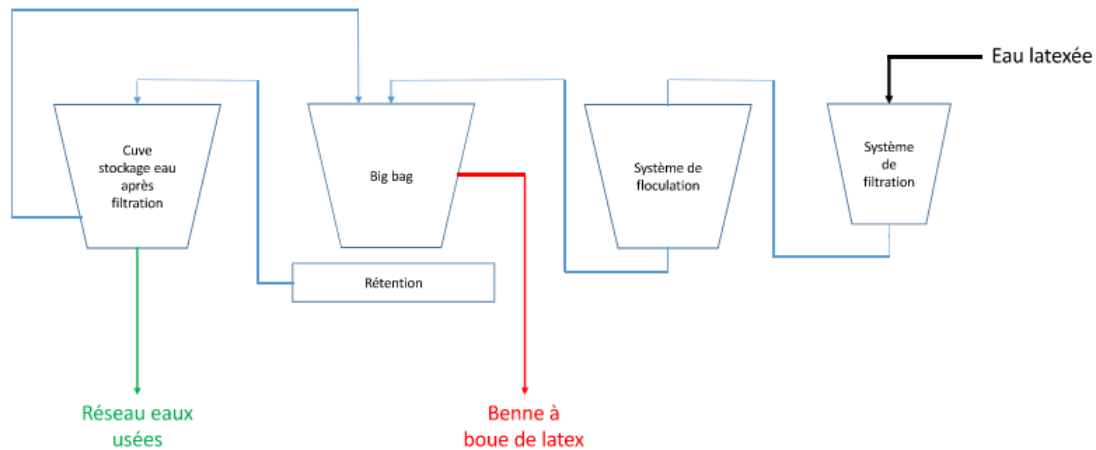 Eau latexée
Cuve
stockage eau
après
filtration
Big bag
Système de
floculation
Système
de
filtration
Rétention
Réseau eaux
usées
Benne à
boue de latex